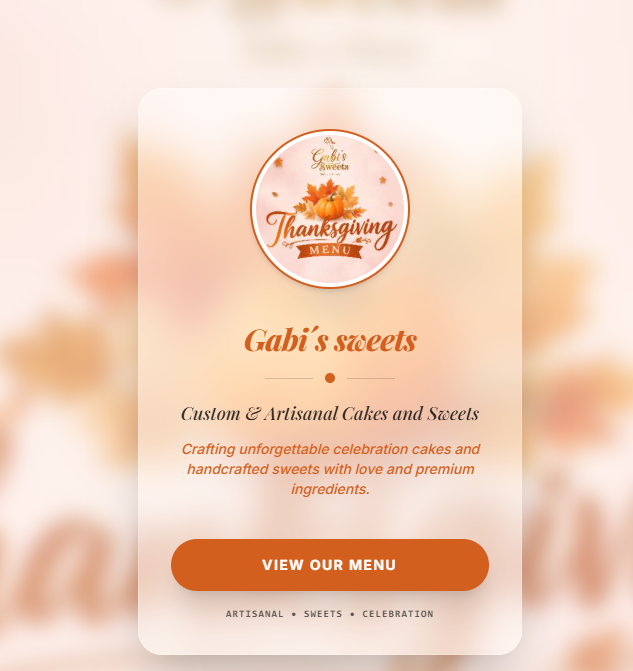 Gabi's
Sweets
Thanksgiving
MENU
Gabi´s sweets
Custom & Artisanal Cakes and Sweets
Crafting unforgettable celebration cakes and
handcrafted sweets with love and premium
ingredients.
VIEW OUR MENU
ARTISANAL • SWEETS • CELEBRATION